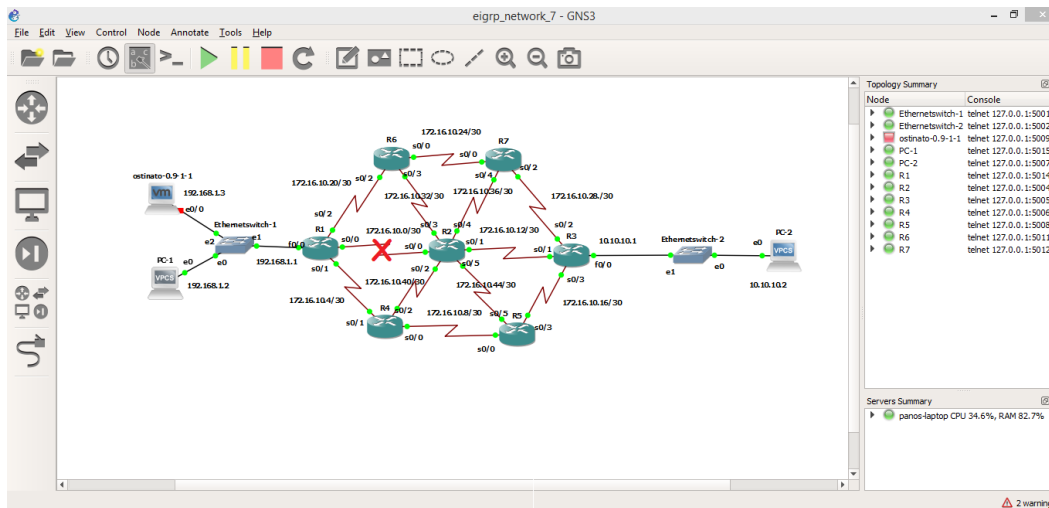 eigrp_network_7 - GNS3
File Edit View Control Node Annotate Tools Help
Topology Summary
Node Console
Ethernetswitch-1 telnet 127.0.0.1:5001
Ethernetswitch-2 telnet 127.0.0.1:5002
ostinato-0.9-1-1 telnet 127.0.0.1:5009
PC-1 telnet 127.0.0.1:5015
PC-2 telnet 127.0.0.1:5007
R1 telnet 127.0.0.1:5014
R2 telnet 127.0.0.1:5004
R3 telnet 127.0.0.1:5005
R4 telnet 127.0.0.1:5006
R5 telnet 127.0.0.1:5008
R6 telnet 127.0.0.1:5011
R7 telnet 127.0.0.1:5012
172.16.10.24/30
R6
s0/0
s0/0
R7
s0/2
s0/3
s0/4
s0/2
ostinato-0.9-1-1
Vm
192.168.1.3
e0/0
172.16.10.20/30
172.16.10.32/30
172.16.10.36/30
172.16.10.28./30
s0/2
Ethernetswitch-1
R1
172.16.10.0/30
s0/3
s0/4
R2
172.16.10.12/30
s0/2
R3
10.10.10.1
Ethernetswitch-2
PC-2
e2
e1
f0/0
s0/0
s0/0
s0/1
s0/1
e0
VPCS
PC-1
e0
e0
192.168.1.1
s0/1
s0/2
s0/5
f0/0
e1
e0
VPCS
192.168.1.2
172.16.10.40/30
172.16.10.44/30
s0/3
10.10.10.2
172.16.10.4/30
R4
s0/2
172.16.10.8/30
s0/5
R5
172.16.10.16/30
s0/1
s0/0
s0/3
s0/0
Servers Summary
panos-laptop CPU 34.6%, RAM 82.7%
2 warning